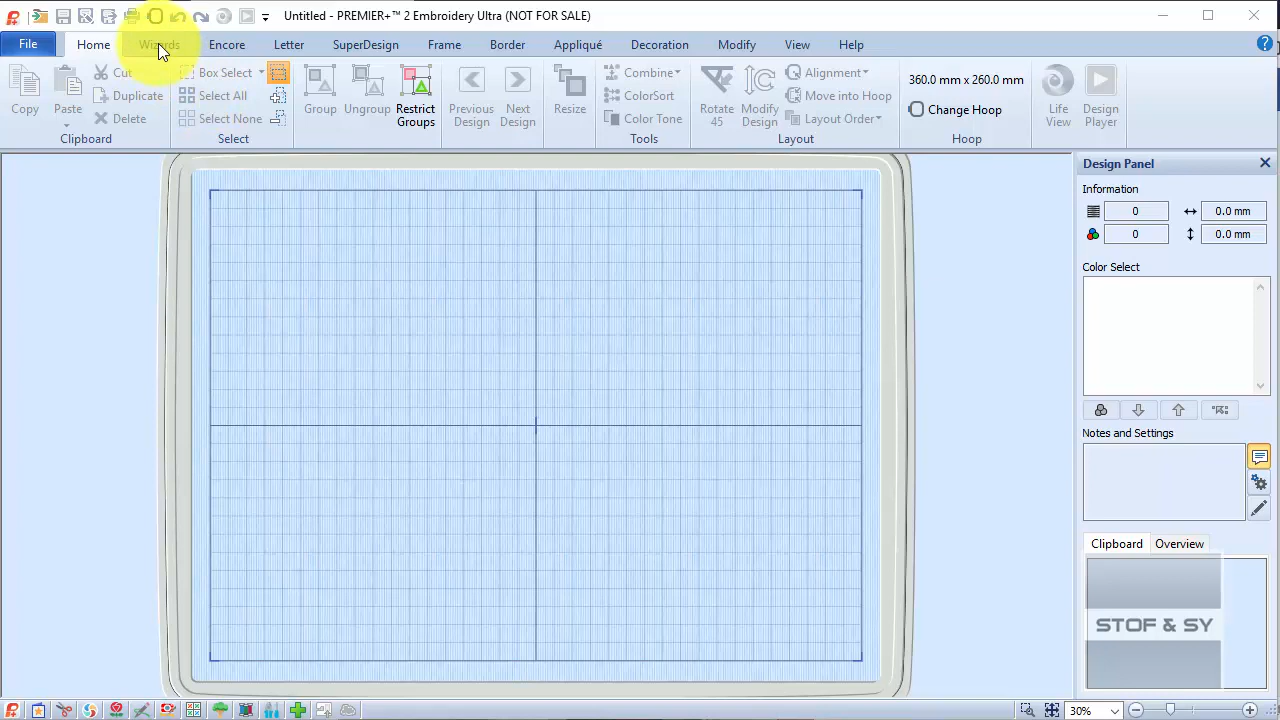 Untitled - PREMIER+™ 2 Embroidery Ultra (NOT FOR SALE)
File Home Wizards Encore Letter SuperDesign Frame Border Appliqué Decoration Modify View Help
Copy Paste Cut Duplicate Delete
Clipboard
Box Select Select All Select None
Select
Group Ungroup Restrict Groups
Previous Design Next Design
Resize
Combine ColorSort Color Tone
Tools
Rotate 45 Modify Design Alignment Move into Hoop Layout Order
Layout
360.0 mm x 260.0 mm
Change Hoop
Hoop
Life View Design Player
Design Panel
Information
0 0.0 mm
0 0.0 mm
Color Select
Notes and Settings
Clipboard Overview
STOF & SY
30%